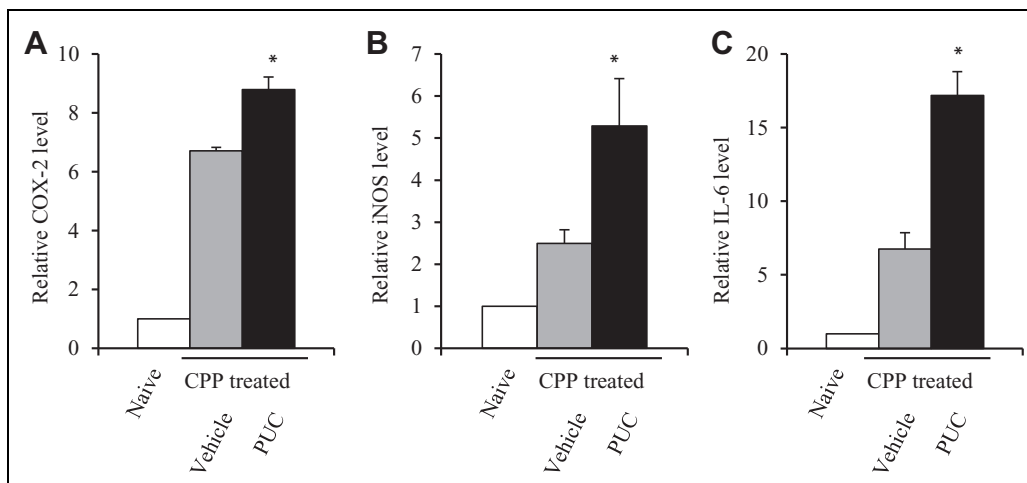 A
Relative COX-2 level
10
8
6
4
2
0
*
Naive
CPP treated
Vehicle
PUC
B
Relative iNOS level
7
6
5
4
3
2
1
0
*
Naive
CPP treated
Vehicle
PUC
C
Relative IL-6 level
20
15
10
5
0
*
Naive
CPP treated
Vehicle
PUC